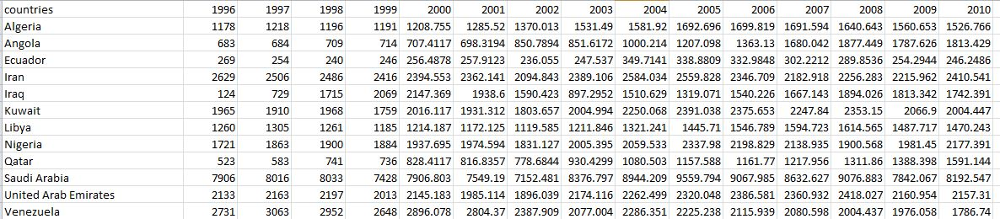 countries 1996 1997 1998 1999 2000 2001 2002 2003 2004 2005 2006 2007 2008 2009 2010
Algeria 1178 1218 1196 1191 1208.755 1285.52 1370.013 1531.49 1581.92 1692.696 1699.819 1691.594 1640.643 1560.653 1526.766
Angola 683 684 709 714 707.4117 698.3194 850.7894 851.6172 1000.214 1207.098 1363.13 1680.042 1877.449 1787.626 1813.429
Ecuador 269 254 240 246 256.4878 257.9123 236.055 247.537 349.7141 338.8809 332.9848 302.2212 289.8536 254.2944 246.2486
Iran 2629 2506 2486 2416 2394.553 2362.141 2094.843 2389.106 2584.034 2559.828 2346.709 2182.918 2256.283 2215.962 2410.541
Iraq 124 729 1715 2069 2147.369 1938.6 1590.423 897.2952 1510.629 1319.071 1540.226 1667.143 1894.026 1813.342 1742.391
Kuwait 1965 1910 1968 1759 2016.117 1931.312 1803.657 2004.994 2250.068 2391.038 2375.653 2247.84 2353.15 2066.9 2004.447
Libya 1260 1305 1261 1185 1214.187 1172.125 1119.585 1211.846 1321.241 1445.71 1546.789 1594.723 1614.565 1487.717 1470.243
Nigeria 1721 1863 1900 1884 1937.695 1974.594 1831.127 2005.395 2059.533 2337.98 2198.829 2138.935 1900.568 1981.45 2177.391
Qatar 523 583 741 736 828.4117 816.8357 778.6844 930.4299 1080.503 1157.588 1161.77 1217.956 1311.86 1388.398 1591.144
Saudi Arabia 7906 8016 8033 7428 7906.803 7549.19 7152.481 8376.797 8944.209 9559.794 9067.985 8632.627 9076.883 7842.067 8192.547
United Arab Emirates 2133 2163 2197 2013 2145.183 1985.114 1896.039 2174.116 2262.499 2320.048 2386.581 2360.932 2418.027 2160.954 2157.31
Venezuela 2731 3063 2952 2648 2896.078 2804.37 2387.909 2077.004 2286.351 2225.238 2115.939 2080.598 2004.437 1976.058 1786.74